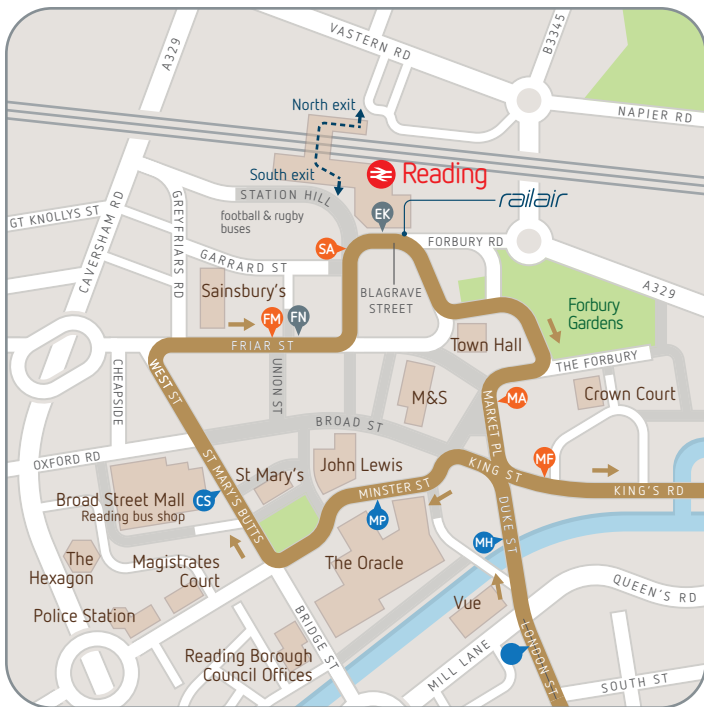 A329
VASTERN RD
B3345
NAPIER RD
North exit
South exit
Reading
railair
STATION HILL
football & rugby
buses
EK
GT KNOLLYS ST
CAVERSHAM RD
GREYFRIARS RD
GARRARD ST
SA
FORBURY RD
A329
BLAGRAVE
STREET
Sainsbury's
FM
FN
FRIAR ST
Forbury
Gardens
Town Hall
THE FORBURY
CHEAPSIDE
WEST ST
UNION ST
M&S
MARKET PL
MA
Crown Court
BROAD ST
OXFORD RD
ST MARY'S BUTTS
St Mary's
John Lewis
KING ST
MF
KING'S RD
Broad Street Mall
Reading bus shop
CS
MINSTER ST
MP
DUKE ST
MH
The
Hexagon
Magistrates
Court
The Oracle
Police Station
Vue
QUEEN'S RD
BRIDGE ST
Reading Borough
Council Offices
MILL LANE
LONDON ST
SOUTH ST